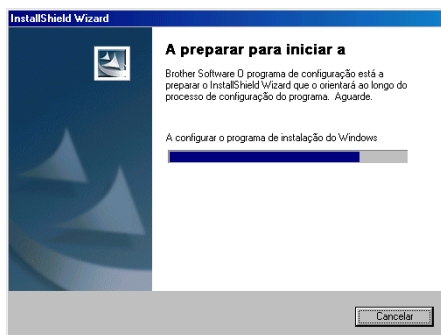 InstallShield Wizard
A preparar para iniciar a
Brother Software O programa de configuração está a
preparar o InstallShield Wizard que o orientará ao longo do
processo de configuração do programa. Aguarde.
A configurar o programa de instalação do Windows
Cancelar